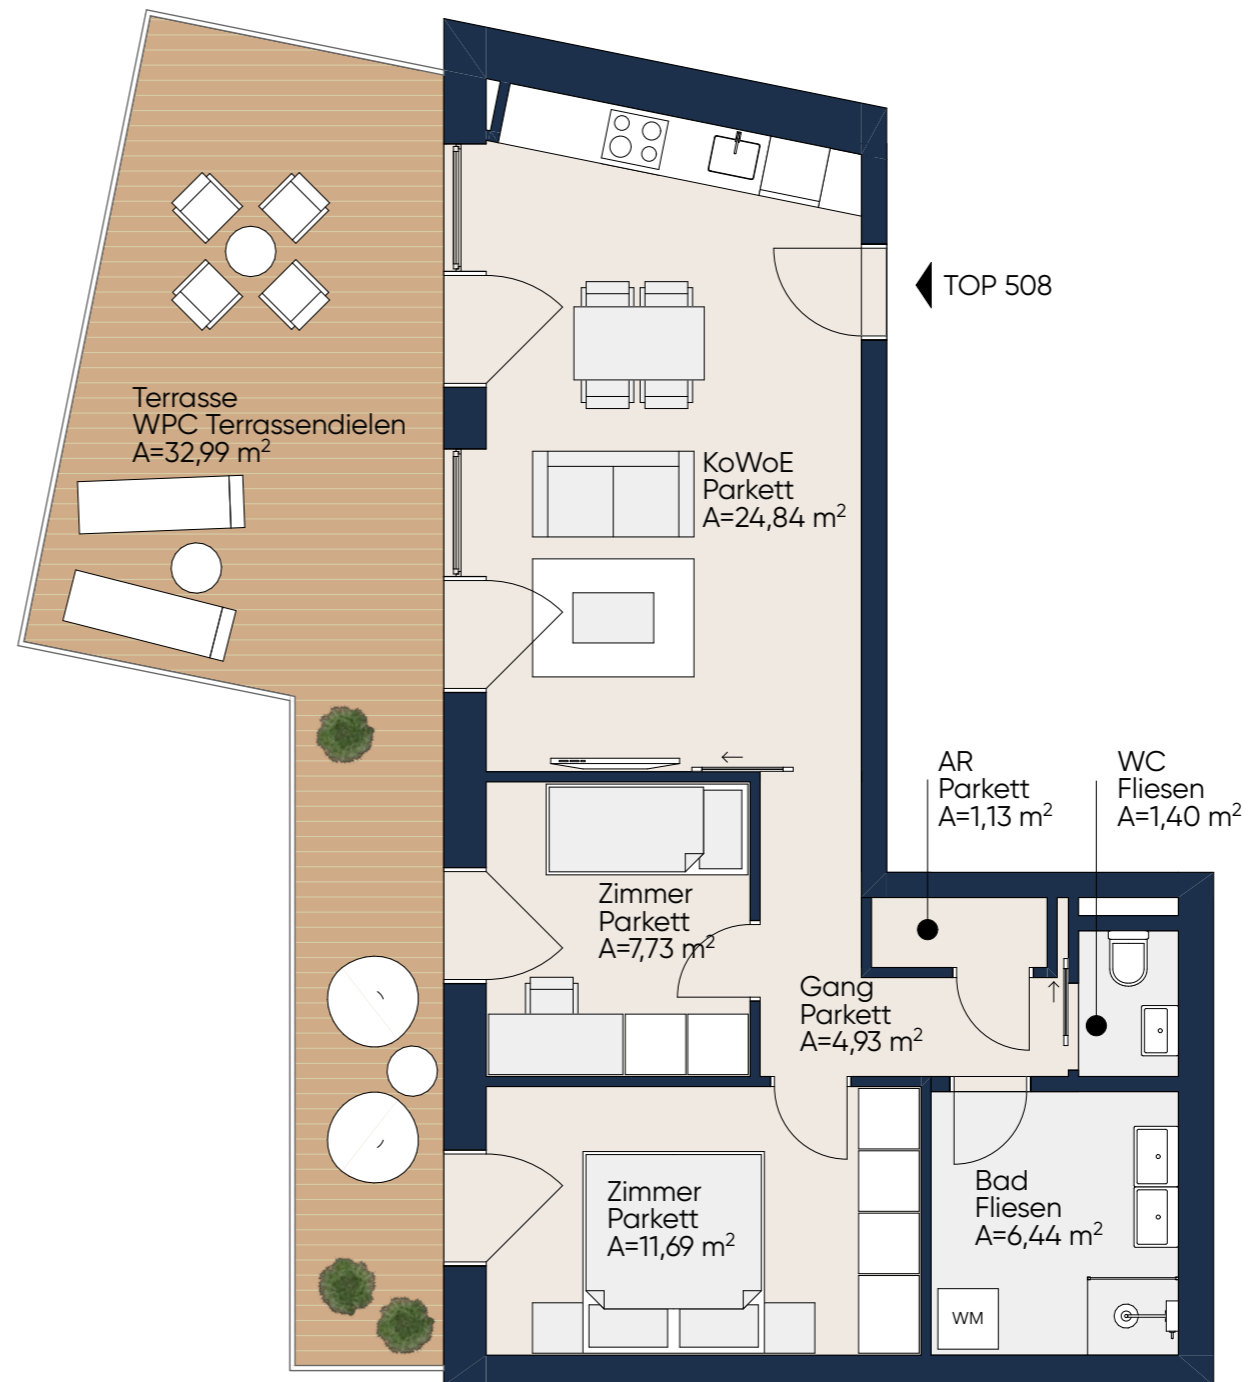 TOP 508
Terrasse
WPC Terrassendielen
A=32,99 m²
KoWoE
Parkett
A=24,84 m²
AR
Parkett
A=1,13 m²
WC
Fliesen
A=1,40 m²
Zimmer
Parkett
A=7,73 m²
Gang
Parkett
A=4,93 m²
Zimmer
Parkett
A=11,69 m²
Bad
Fliesen
A=6,44 m²
WM